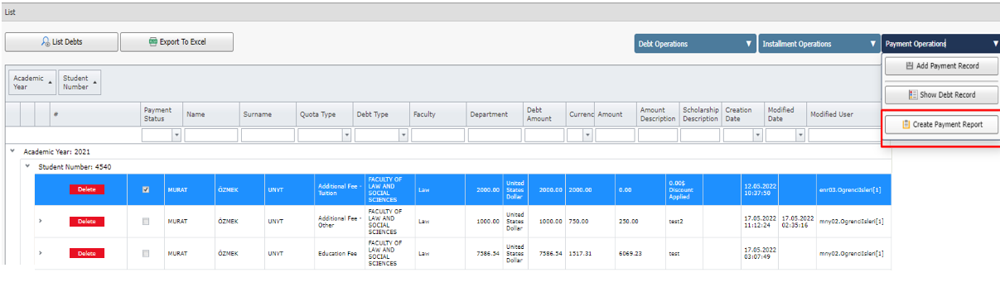 List
List Debts Export To Excel Debt Operations Installment Operations Payment Operations
Add Payment Record
Show Debt Record
Create Payment Report
Academic Year Student Number
# Payment Status Name Surname Quota Type Debt Type Faculty Department Debt Amount Currenc Amount Amount Description Scholarship Description Creation Date Modified Date Modified User
Academic Year: 2021
Student Number: 4540
Delete MURAT ÖZMEK UNYT Additional Fee - Tuition FACULTY OF LAW AND SOCIAL SCIENCES Law 2000.00 United States Dollar 2000.00 2000.00 0.00 0.00$ Discount Applied 12.05.2022 10:37:50 enr03.OgrenciIsleri[1]
Delete MURAT ÖZMEK UNYT Additional Fee - Other FACULTY OF LAW AND SOCIAL SCIENCES Law 1000.00 United States Dollar 1000.00 750.00 250.00 test2 17.05.2022 11:12:24 17.05.2022 02:35:16 mny02.OgrenciIsleri[1]
Delete MURAT ÖZMEK UNYT Education Fee FACULTY OF LAW AND SOCIAL SCIENCES Law 7586.54 United States Dollar 7586.54 1517.31 6069.23 test 17.05.2022 03:07:49 mny02.OgrenciIsleri[1]